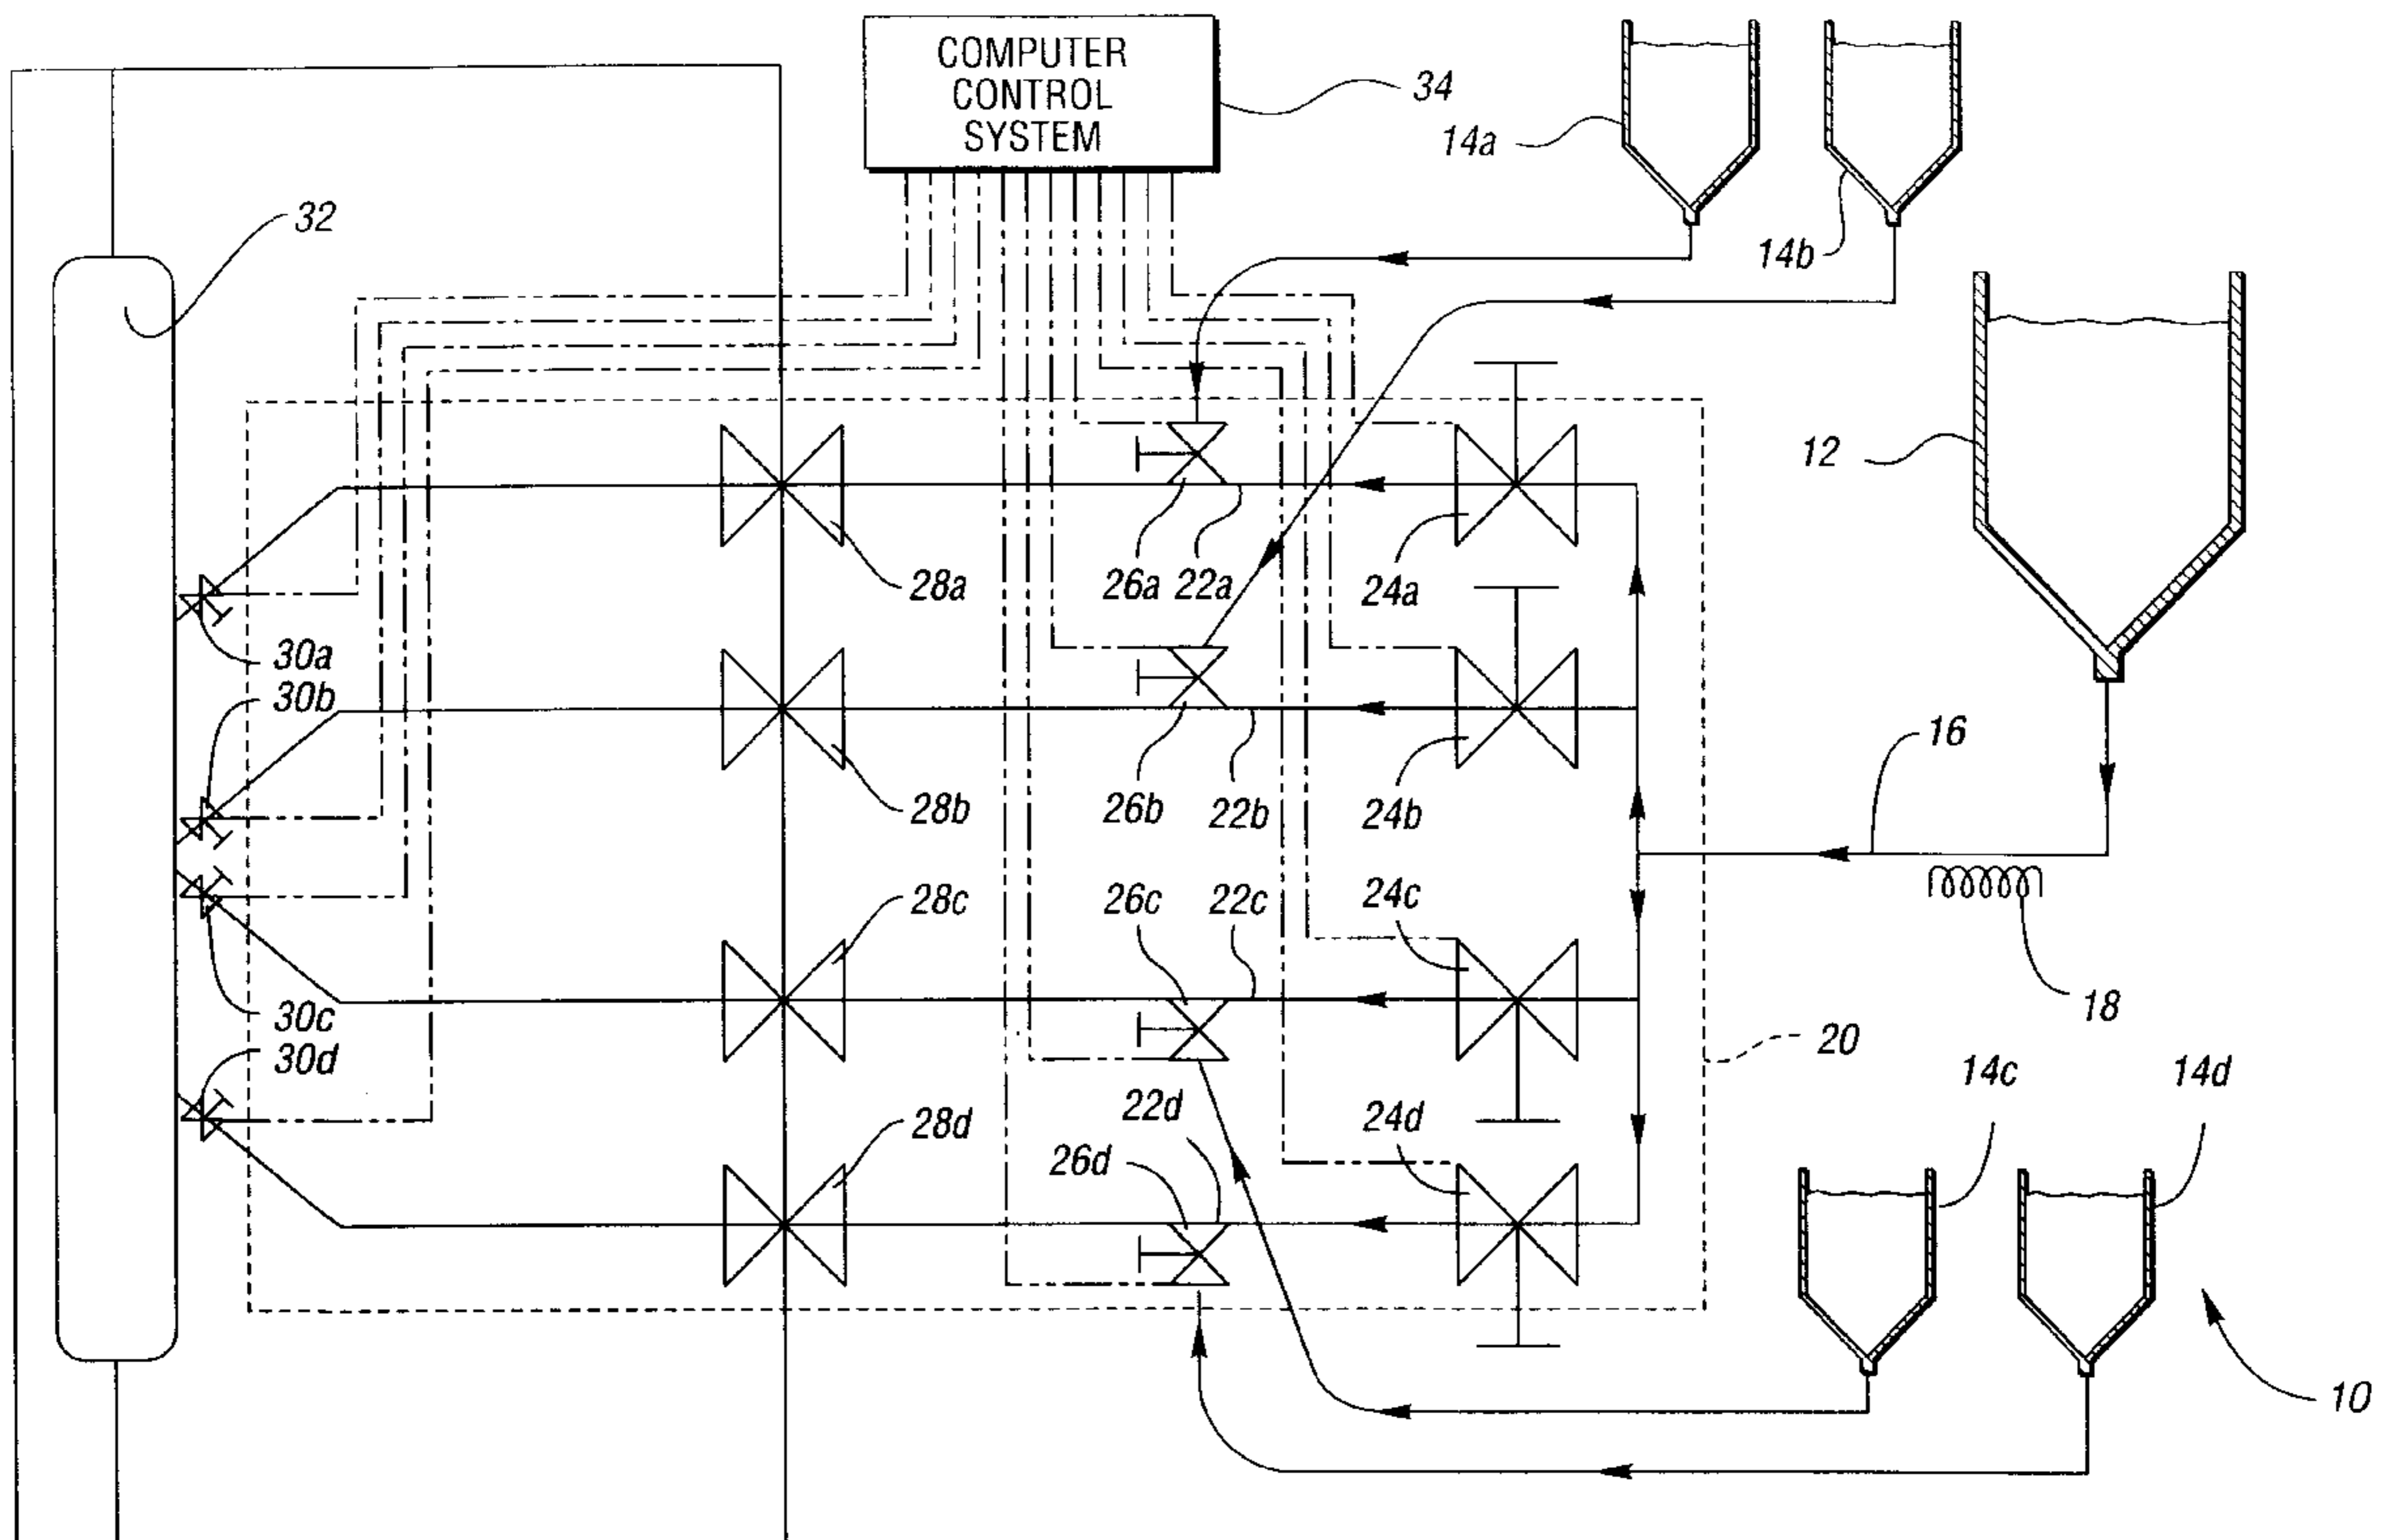 COMPUTER
CONTROL
SYSTEM
34
14a
14b
32
12
26a 22a
24a
28a
30a
30b
16
28b
26b
22b
24b
28c
26c
22c
24c
18
30c
20
30d
14c
14d
28d
22d
24d
26d
10